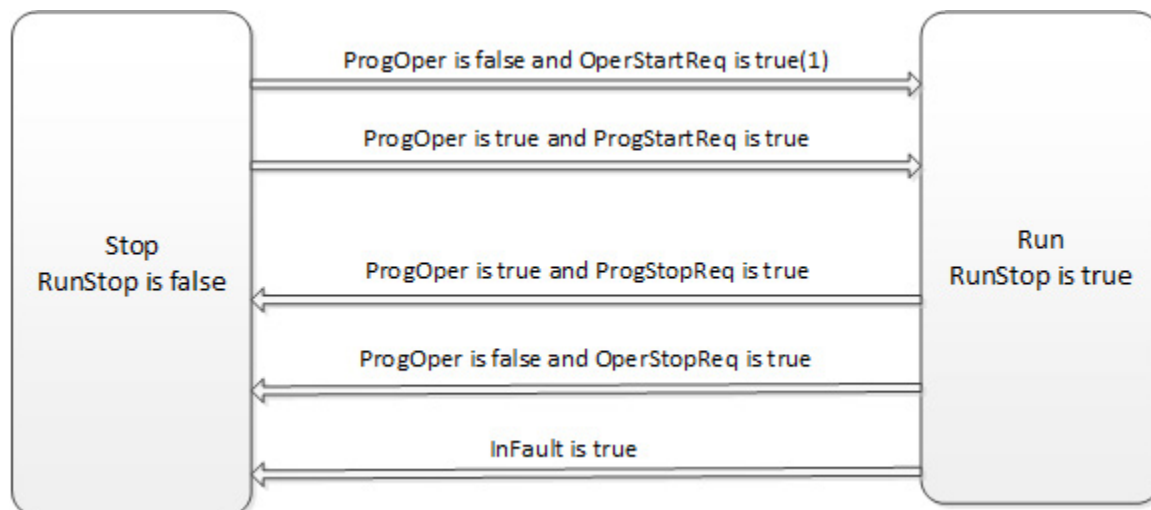 ProgOper is false and OperStartReq is true(1)
ProgOper is true and ProgStartReq is true
Stop
RunStop is false
Run
RunStop is true
ProgOper is true and ProgStopReq is true
ProgOper is false and OperStopReq is true
InFault is true